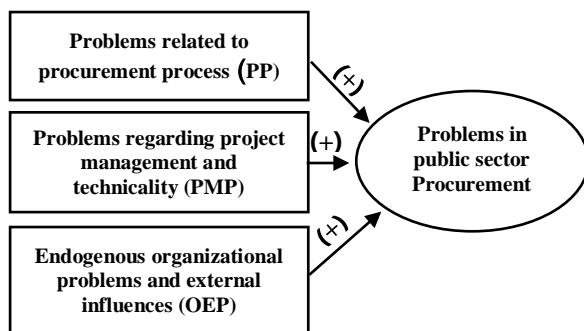 Problems related to
procurement process (PP)
(+)
Problems regarding project
management and
technicality (PMP)
(+)
Problems in
public sector
Procurement
Endogenous organizational
problems and external
influences (OEP)
(+)